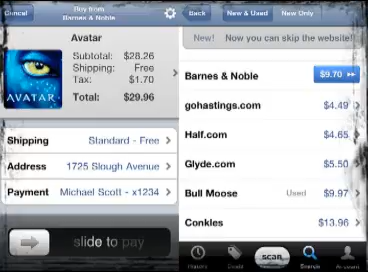 Cancel
Buy from
Barnes & Noble
Avatar
AVATAR
Subtotal: $28.26
Shipping: Free
Tax: $1.70
Total: $29.96
Shipping Standard - Free
Address 1725 Slough Avenue
Payment Michael Scott - x1234
slide to pay
Back
New & Used
New Only
New! Now you can skip the website!
Barnes & Noble $9.70
gohastings.com $4.49
Half.com $4.65
Glyde.com $5.50
Bull Moose Used $9.97
Conkles $13.96
History
scan
Search
Account